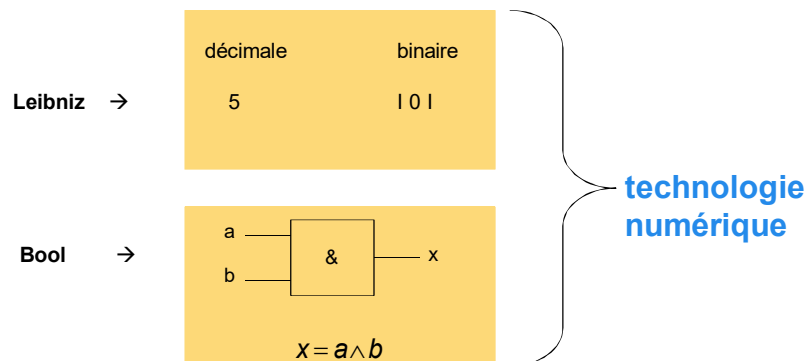 décimale binaire
Leibniz → 5 I 0 I
technologie
numérique
a
Bool → & x
b
x = a ∧ b